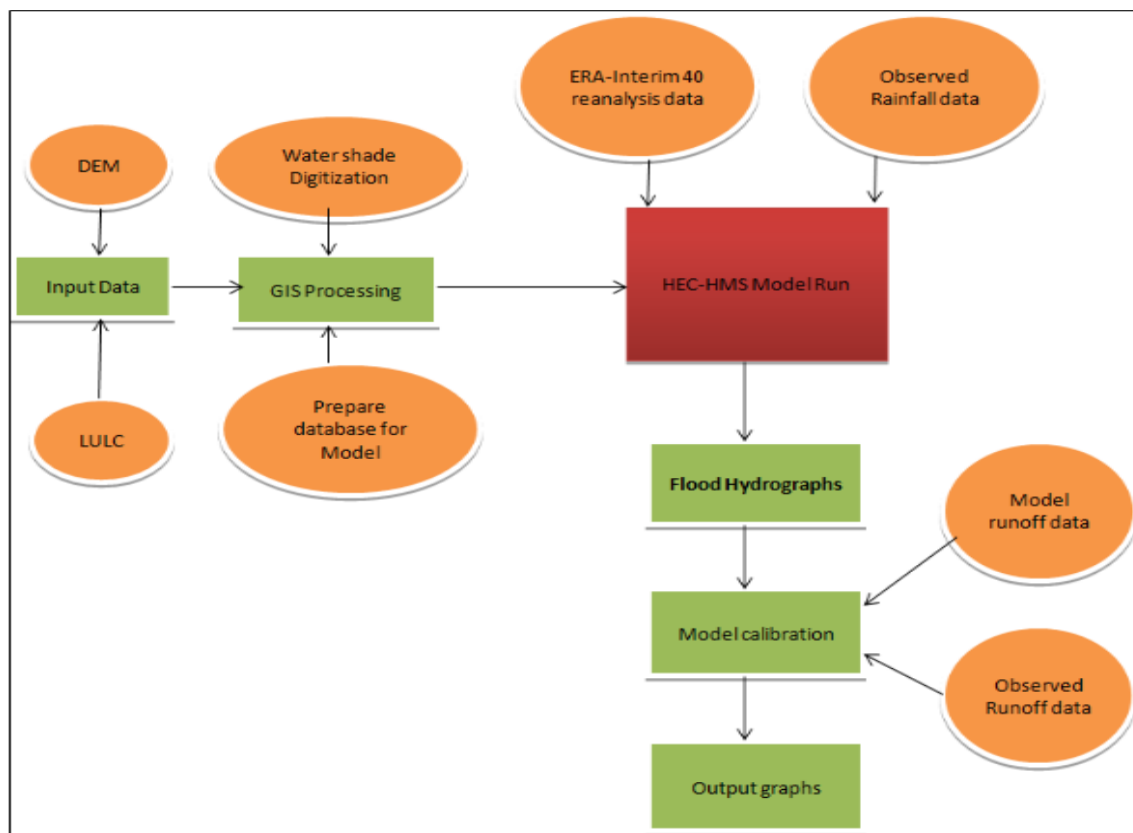 ERA-Interim 40
reanalysis data
Observed
Rainfall data
DEM
Water shade
Digitization
Input Data
GIS Processing
HEC-HMS Model Run
LULC
Prepare
database for
Model
Flood Hydrographs
Model
runoff data
Model calibration
Observed
Runoff data
Output graphs